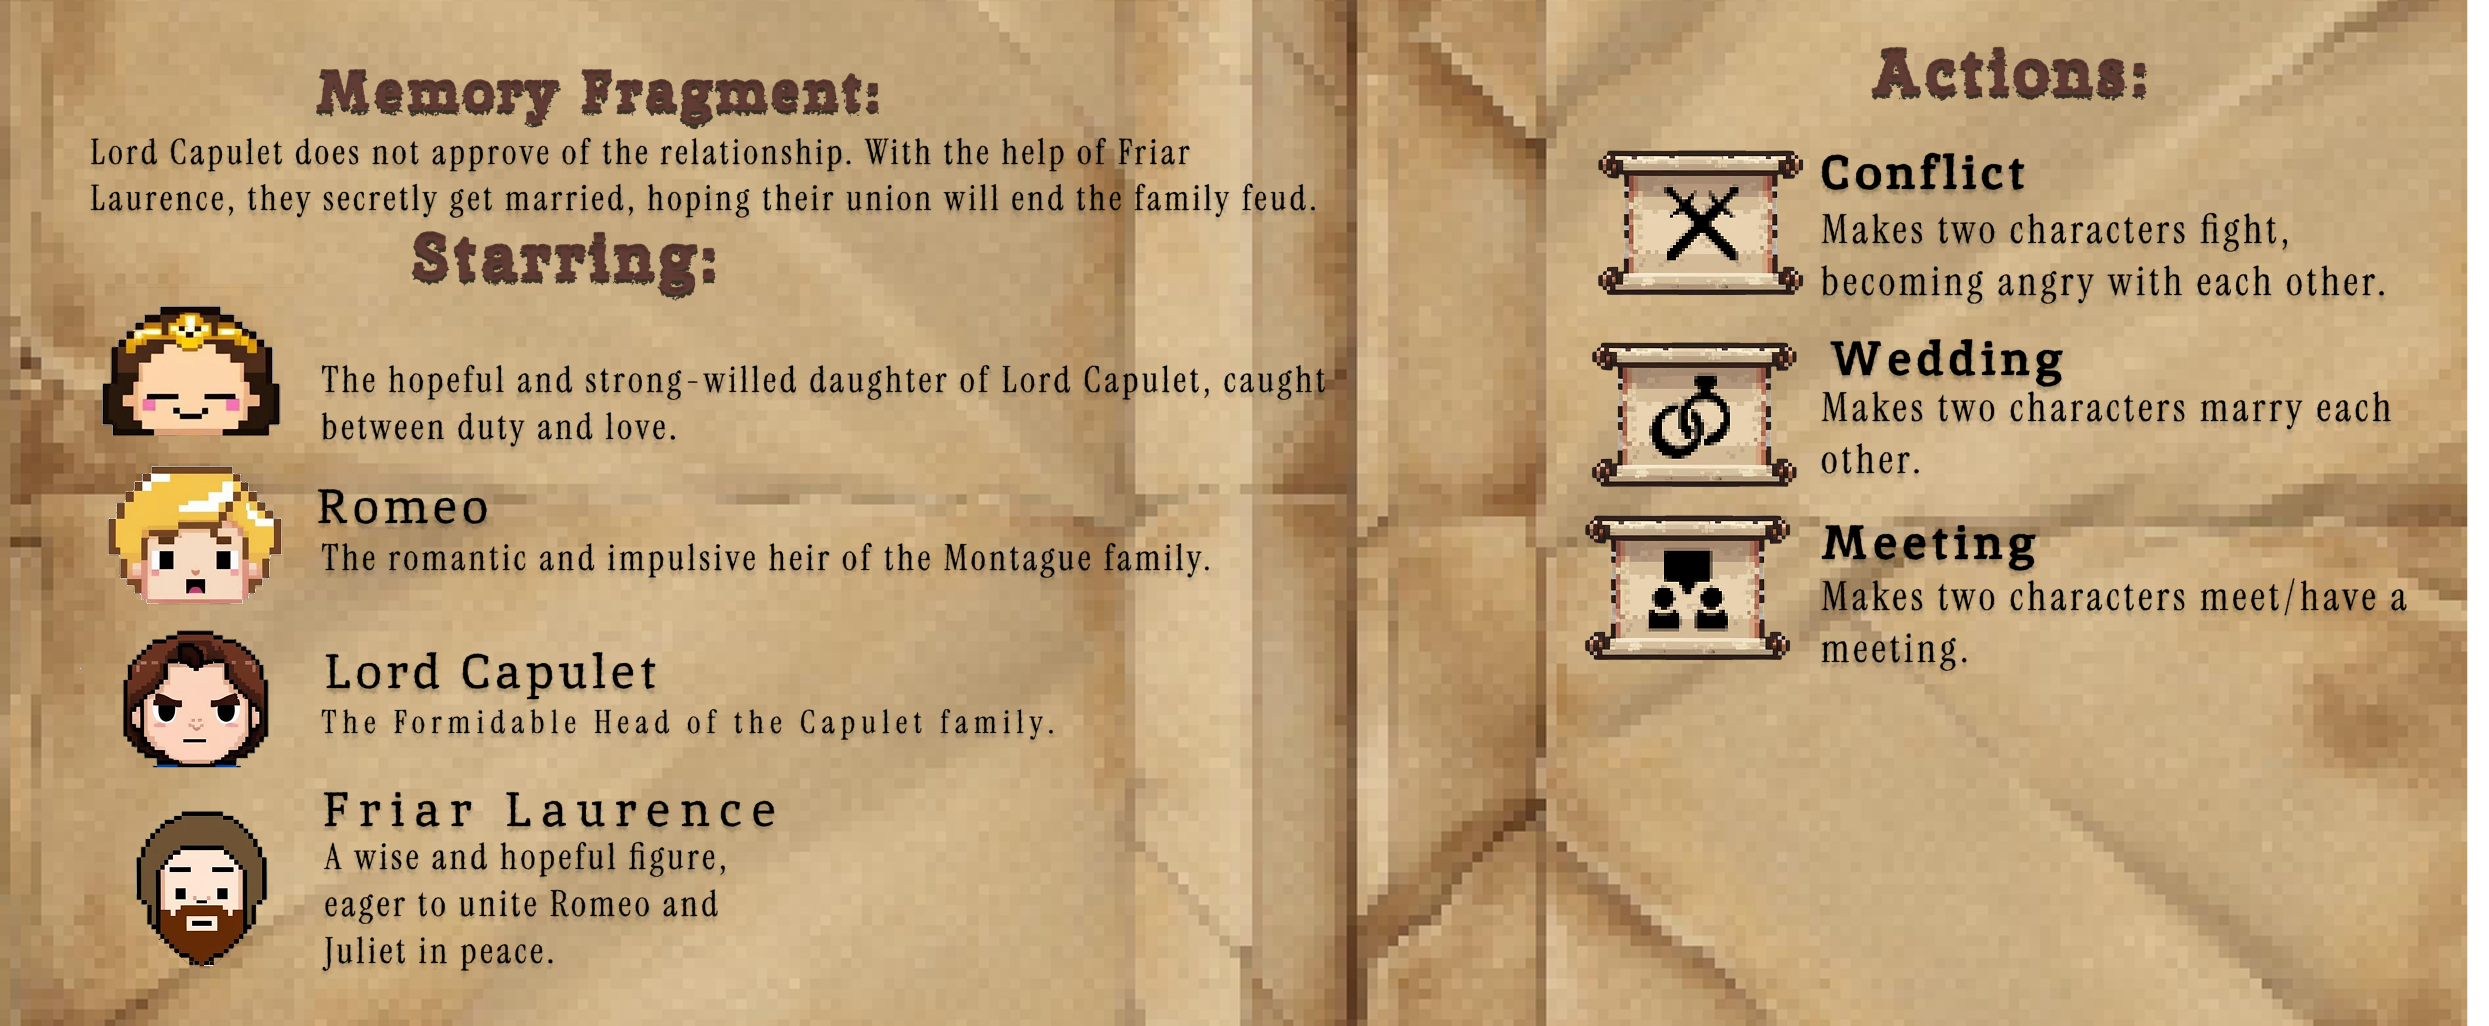 Memory Fragment:
Lord Capulet does not approve of the relationship. With the help of Friar
Laurence, they secretly get married, hoping their union will end the family feud.
Starring:
The hopeful and strong-willed daughter of Lord Capulet, caught
between duty and love.
Romeo
The romantic and impulsive heir of the Montague family.
Lord Capulet
The Formidable Head of the Capulet family.
Friar Laurence
A wise and hopeful figure,
eager to unite Romeo and
Juliet in peace.
Actions:
Conflict
Makes two characters fight,
becoming angry with each other.
Wedding
Makes two characters marry each
other.
Meeting
Makes two characters meet/have a
meeting.